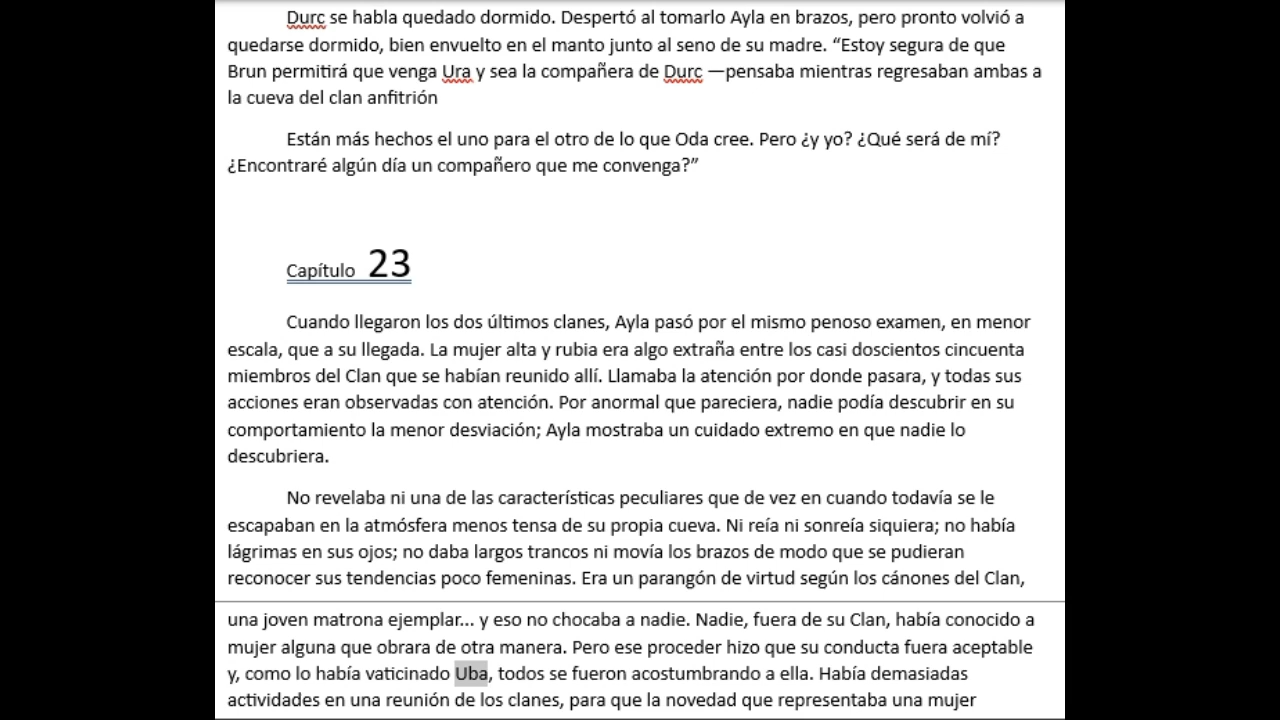 Durc se habla quedado dormido. Despertó al tomarlo Ayla en brazos, pero pronto volvió a
quedarse dormido, bien envuelto en el manto junto al seno de su madre. “Estoy segura de que
Brun permitirá que venga Ura y sea la compañera de Durc —pensaba mientras regresaban ambas a
la cueva del clan anfitrión
Están más hechos el uno para el otro de lo que Oda cree. Pero ¿y yo? ¿Qué será de mí?
¿Encontraré algún día un compañero que me convenga?”
Capítulo 23
Cuando llegaron los dos últimos clanes, Ayla pasó por el mismo penoso examen, en menor
escala, que a su llegada. La mujer alta y rubia era algo extraña entre los casi doscientos cincuenta
miembros del Clan que se habían reunido allí. Llamaba la atención por donde pasara, y todas sus
acciones eran observadas con atención. Por anormal que pareciera, nadie podía descubrir en su
comportamiento la menor desviación; Ayla mostraba un cuidado extremo en que nadie lo
descubriera.
No revelaba ni una de las características peculiares que de vez en cuando todavía se le
escapaban en la atmósfera menos tensa de su propia cueva. Ni reía ni sonreía siquiera; no había
lágrimas en sus ojos; no daba largos trancos ni movía los brazos de modo que se pudieran
reconocer sus tendencias poco femeninas. Era un parangón de virtud según los cánones del Clan,
una joven matrona ejemplar... y eso no chocaba a nadie. Nadie, fuera de su Clan, había conocido a
mujer alguna que obrara de otra manera. Pero ese proceder hizo que su conducta fuera aceptable
y, como lo había vaticinado Uba, todos se fueron acostumbrando a ella. Había demasiadas
actividades en una reunión de los clanes, para que la novedad que representaba una mujer